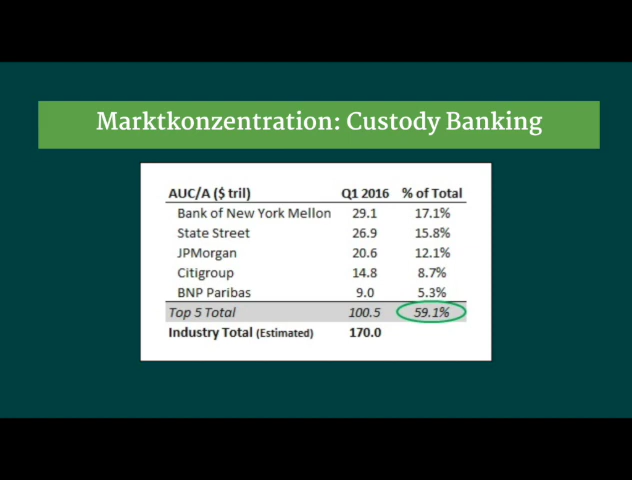 Marktkonzentration: Custody Banking
AUC/A ($ tril) Q1 2016 % of Total
Bank of New York Mellon 29.1 17.1%
State Street 26.9 15.8%
JPMorgan 20.6 12.1%
Citigroup 14.8 8.7%
BNP Paribas 9.0 5.3%
Top 5 Total 100.5 59.1%
Industry Total (Estimated) 170.0